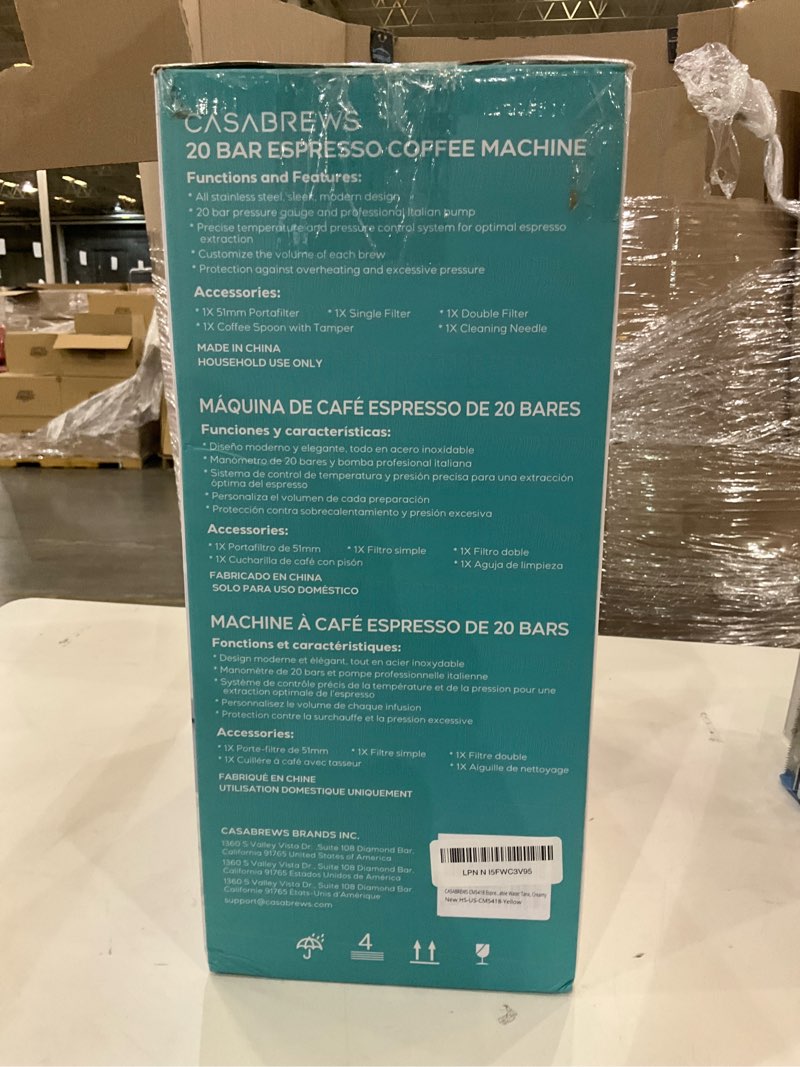 CASABREWS
20 BAR ESPRESSO COFFEE MACHINE
Functions and Features:
* All stainless steel, sleek, modern design
* 20 bar pressure gauge and professional Italian pump
* Precise temperature and pressure control system for optimal espresso
extraction
* Customize the volume of each brew
* Protection against overheating and excessive pressure
Accessories:
* 1X 51mm Portafilter * 1X Single Filter * 1X Double Filter
* 1X Coffee Spoon with Tamper * 1X Cleaning Needle
MADE IN CHINA
HOUSEHOLD USE ONLY
MÁQUINA DE CAFÉ ESPRESSO DE 20 BARES
Funciones y características:
* Diseño moderno y elegante, todo en acero inoxidable
* Manómetro de 20 bares y bomba profesional italiana
* Sistema de control de temperatura y presión precisa para una extracción
óptima del espresso
* Personaliza el volumen de cada preparación
* Protección contra sobrecalentamiento y presión excesiva
Accessories:
* 1X Portafiltro de 51mm * 1X Filtro simple * 1X Filtro doble
* 1X Cucharilla de café con pisón * 1X Aguja de limpieza
FABRICADO EN CHINA
SOLO PARA USO DOMÉSTICO
MACHINE À CAFÉ ESPRESSO DE 20 BARS
Fonctions et caractéristiques:
* Design moderne et élégant, tout en acier inoxydable
* Manomètre de 20 bars et pompe professionnelle italienne
* Système de contrôle précis de la température et de la pression pour une
extraction optimale de l'espresso
* Personnalisez le volume de chaque infusion
* Protection contre la surchauffe et la pression excessive
Accessories:
* 1X Porte-filtre de 51mm * 1X Filtre simple * 1X Filtre double
* 1X Cuillère à café avec tasseur * 1X Aiguille de nettoyage
FABRIQUÉ EN CHINE
UTILISATION DOMESTIQUE UNIQUEMENT
CASABREWS BRANDS INC.
1360 S Valley Vista Dr., Suite 108 Diamond Bar,
California 91765 United States of America
1360 S Valley Vista Dr., Suite 108 Diamond Bar,
California 91765 Estados Unidos de América
1360 S Valley Vista Dr., Suite 108 Diamond Bar
Californie 91765 États-Unis d'Amérique
support@casabrews.com
LPN N I5FWC3V95
CASABREWS CM5418 Espre...able Water Tank, Creamy
New HS-US-CM5418-Yellow
4